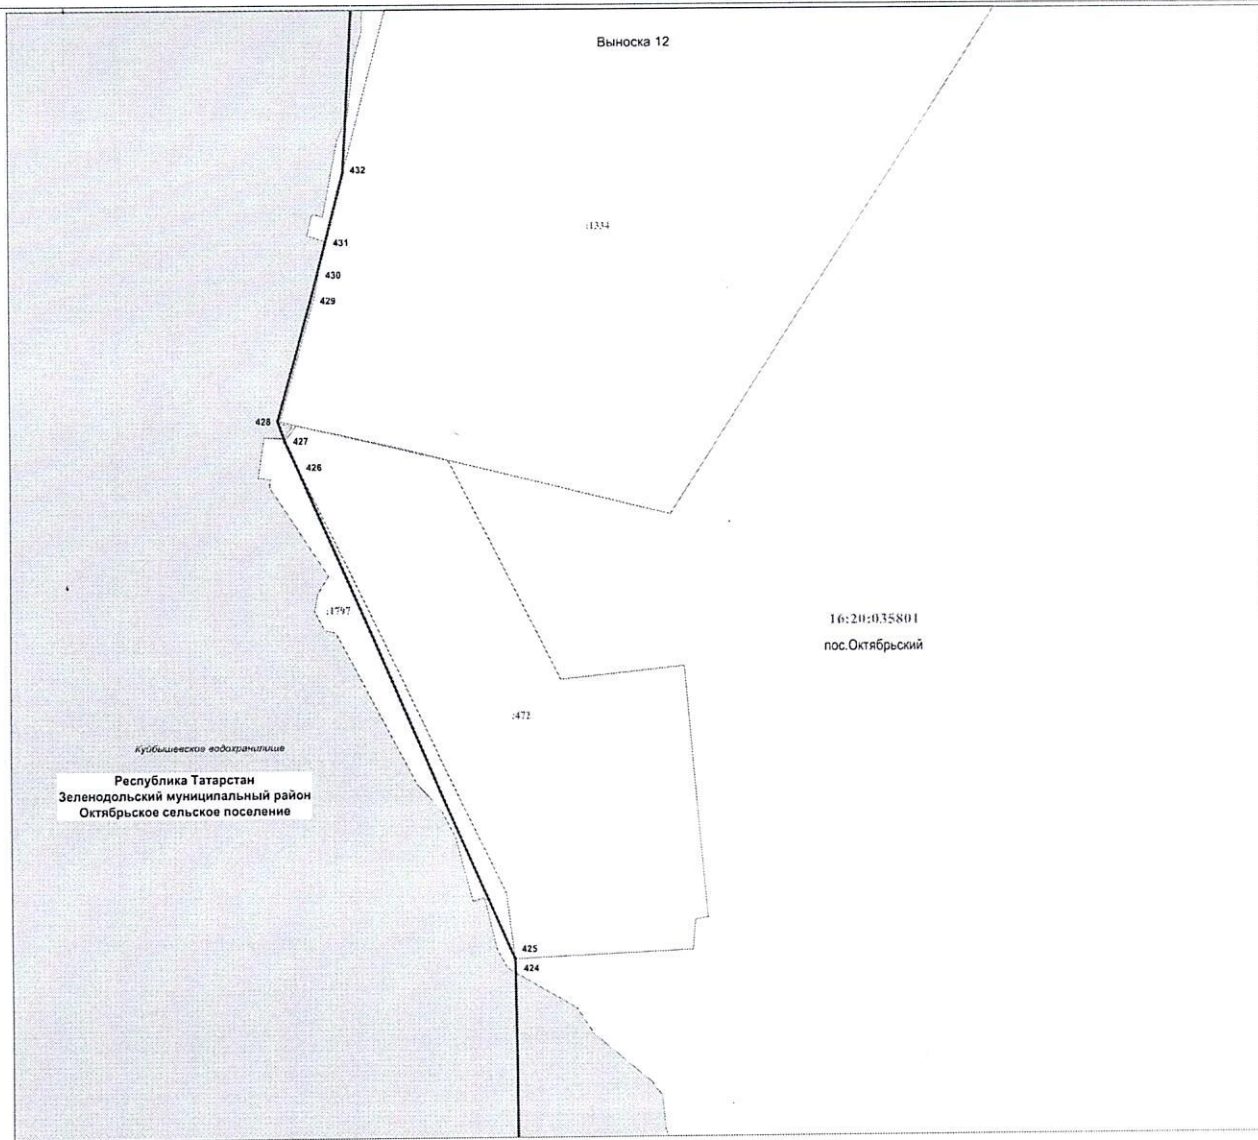 Выноска 12
432
:1334
431
430
429
428
427
426
:1797
16:20:035801
пос.Октябрьский
:472
Куйбышевское водохранилище
Республика Татарстан
Зеленодольский муниципальный район
Октябрьское сельское поселение
425
424